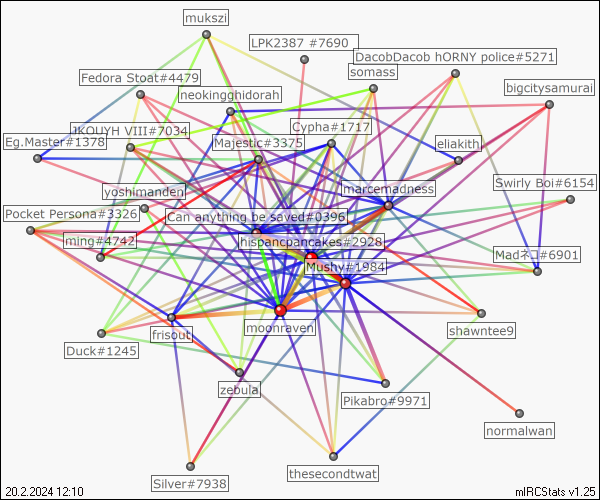 mukszi
LPK2387 #7690
DacobDacob hORNY police#5271
somass
Fedora Stoat#4479
bigcitysamurai
neokingghidorah
Cypha#1717
JKOUYH VIII#7034
Eg.Master#1378
Majestic#3375
eliakith
Swirly Boi#6154
marcemadness
yoshimanden
Pocket Persona#3326
Can anything be saved#0396
ming#4742
hispancpancakes#2928
Madネコ#6901
Mushy#1984
moonraven
frisout
shawntee9
Duck#1245
zebula
Pikabro#9971
normalwan
thesecondtwat
Silver#7938
20.2.2024 12:10
mIRCStats v1.25